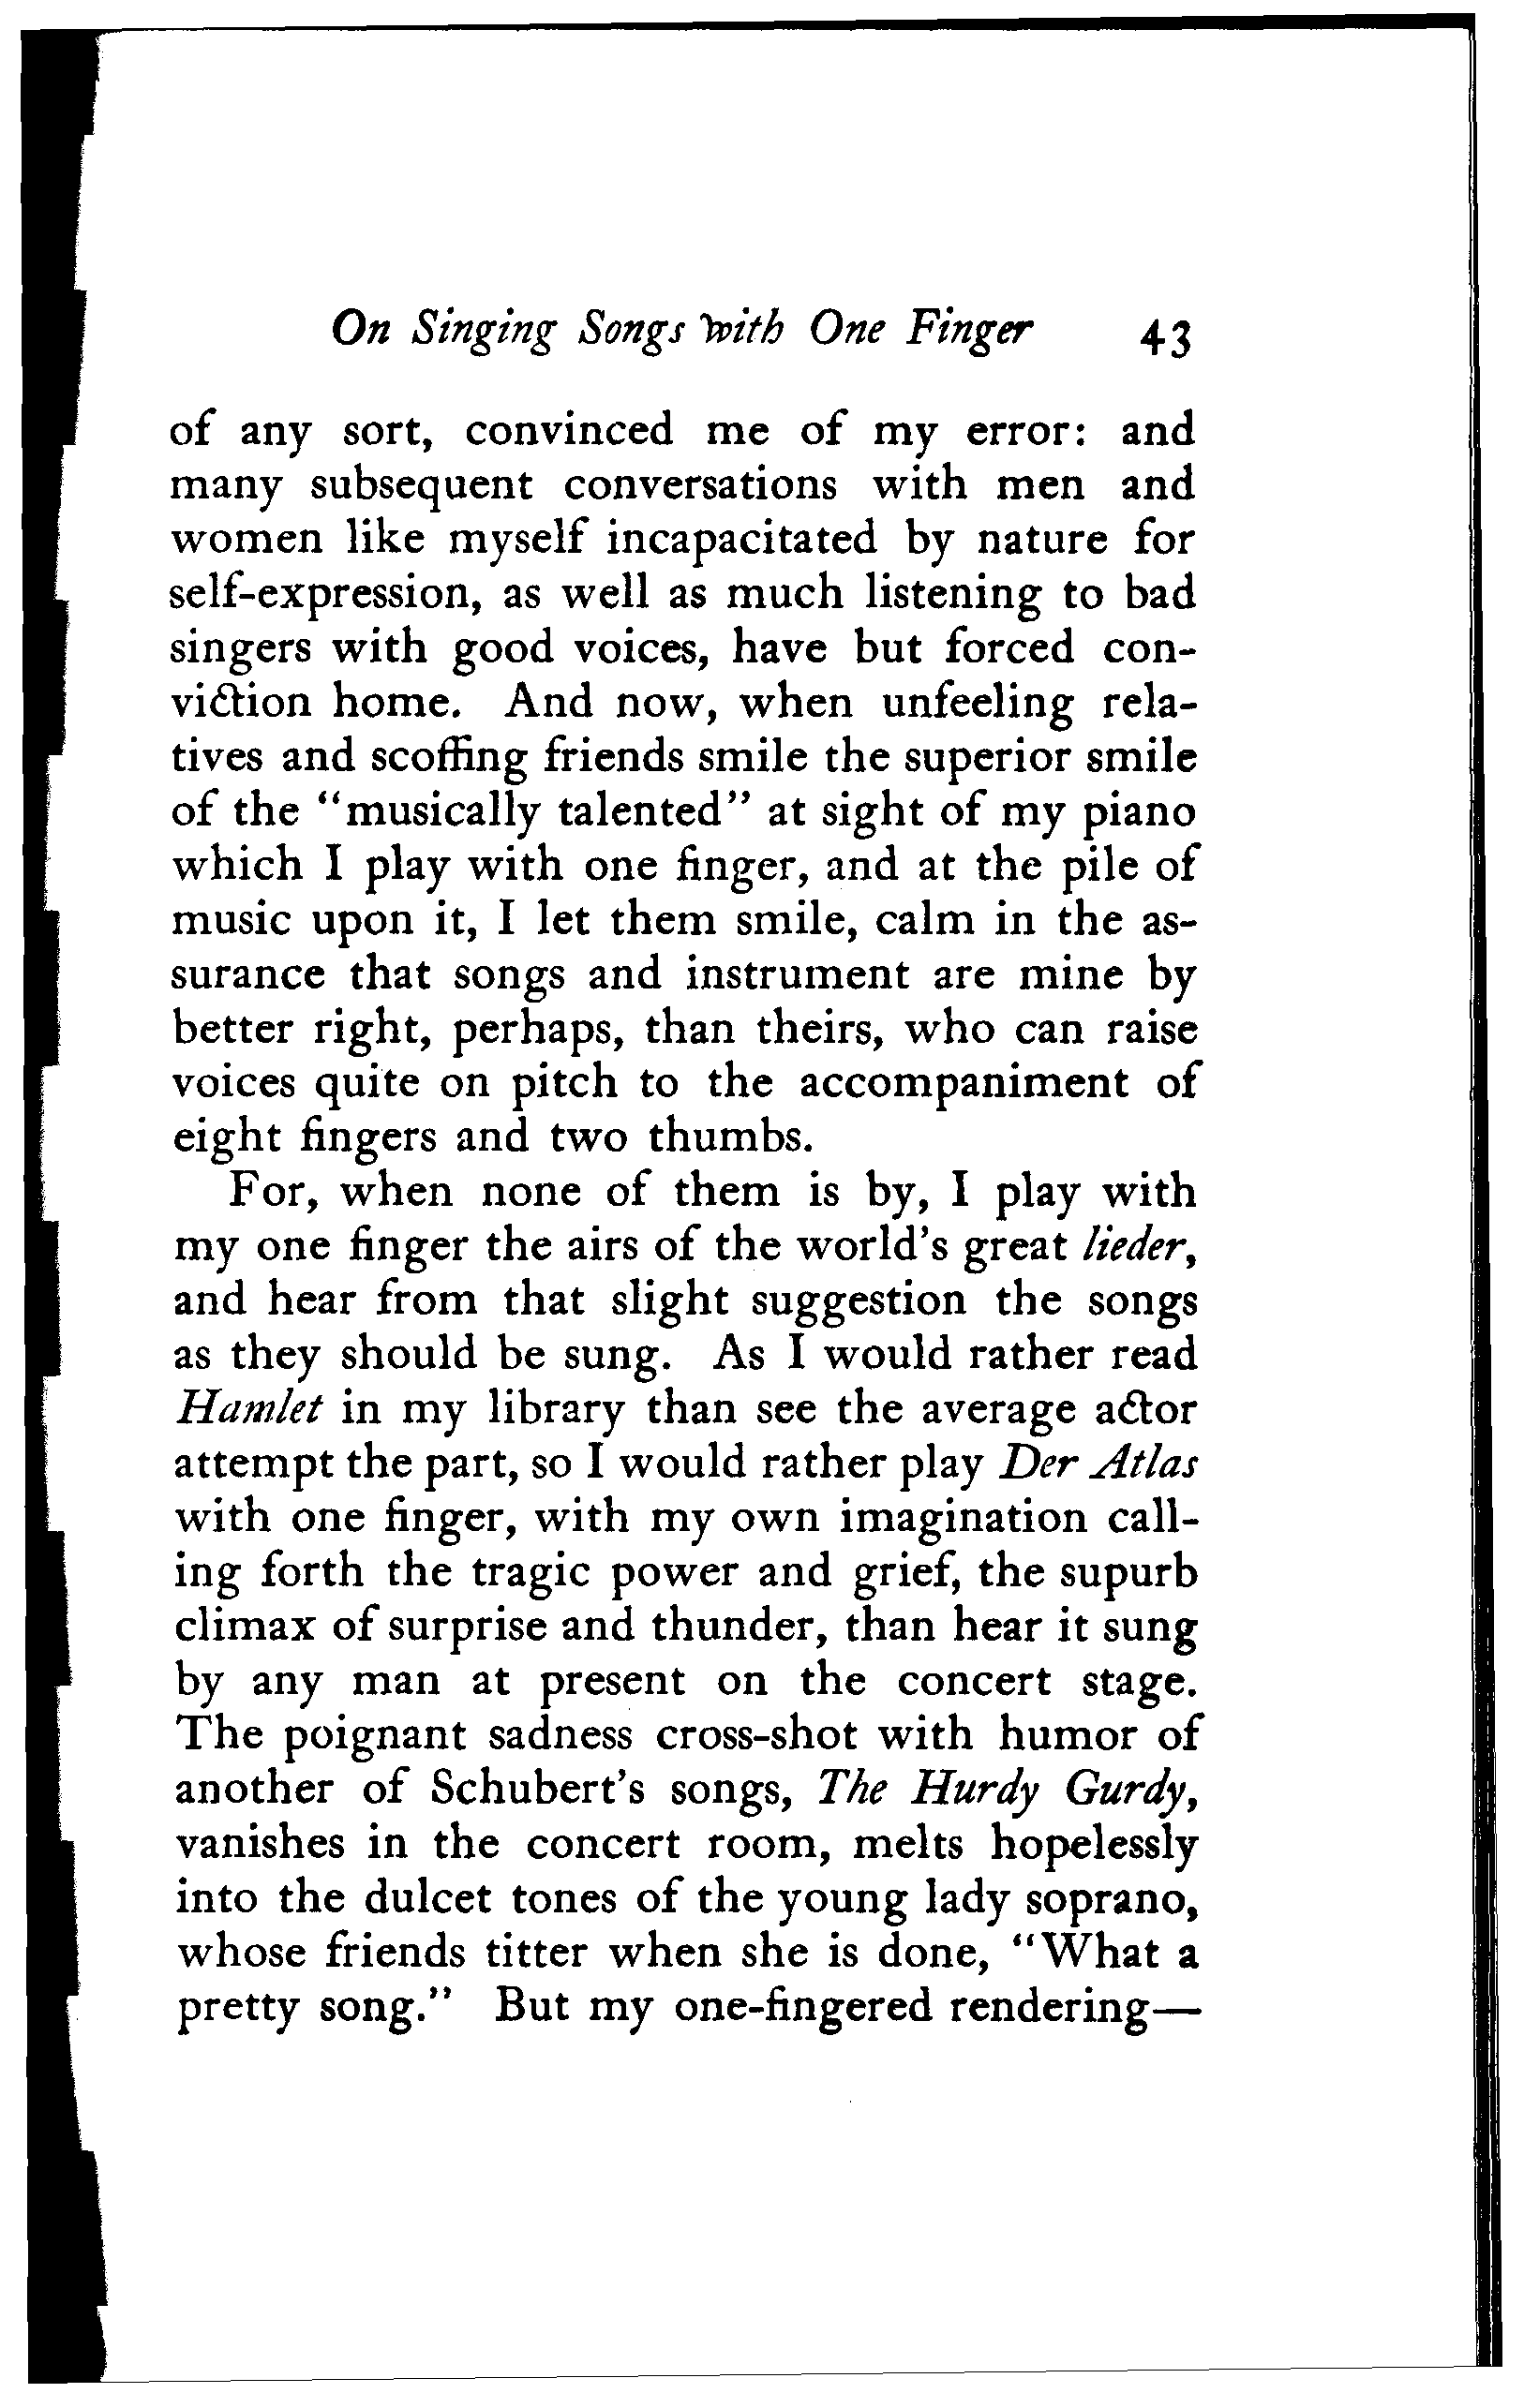 On Singing Songs with One Finger 43
of any sort, convinced me of my error: and
many subsequent conversations with men and
women like myself incapacitated by nature for
self-expression, as well as much listening to bad
singers with good voices, have but forced con-
viction home. And now, when unfeeling rela-
tives and scoffing friends smile the superior smile
of the "musically talented" at sight of my piano
which I play with one finger, and at the pile of
music upon it, I let them smile, calm in the as-
surance that songs and instrument are mine by
better right, perhaps, than theirs, who can raise
voices quite on pitch to the accompaniment of
eight fingers and two thumbs.
For, when none of them is by, I play with
my one finger the airs of the world's great lieder,
and hear from that slight suggestion the songs
as they should be sung. As I would rather read
Hamlet in my library than see the average actor
attempt the part, so I would rather play Der Atlas
with one finger, with my own imagination call-
ing forth the tragic power and grief, the supurb
climax of surprise and thunder, than hear it sung
by any man at present on the concert stage.
The poignant sadness cross-shot with humor of
another of Schubert's songs, The Hurdy Gurdy,
vanishes in the concert room, melts hopelessly
into the dulcet tones of the young lady soprano,
whose friends titter when she is done, "What a
pretty song." But my one-fingered rendering—